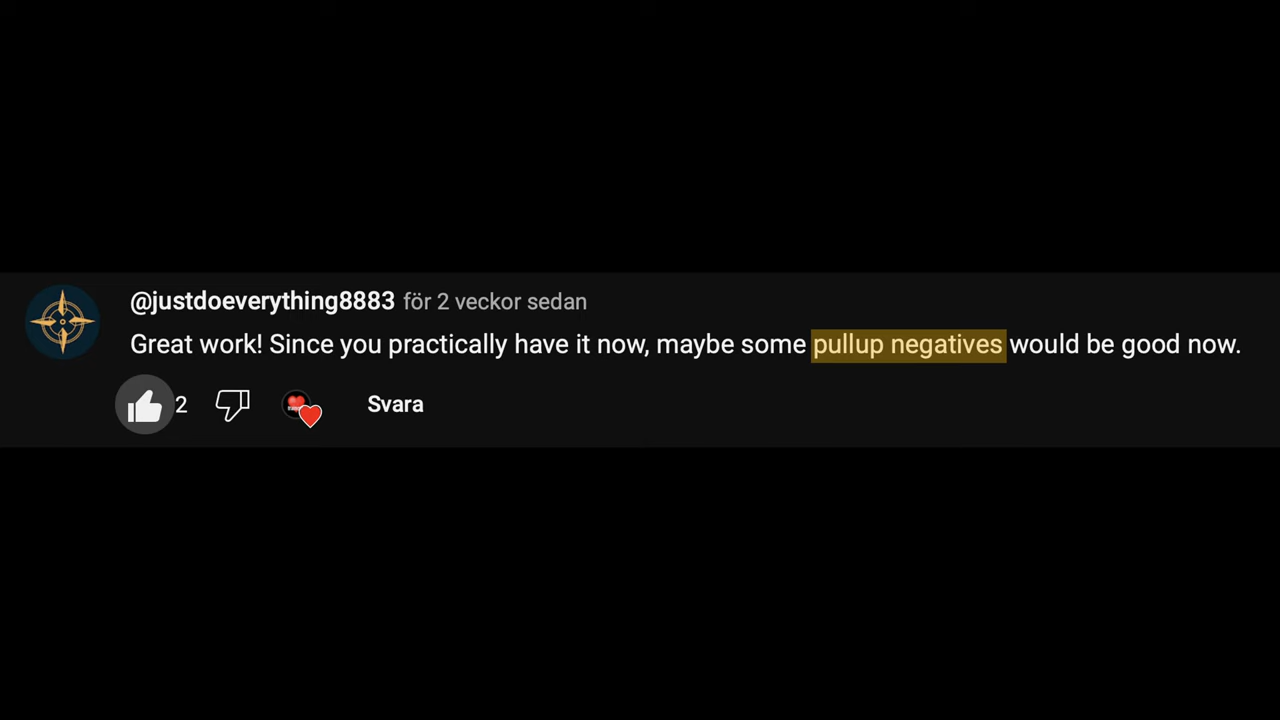 @justdoeverything8883 för 2 veckor sedan
Great work! Since you practically have it now, maybe some pullup negatives would be good now.
2 Svara